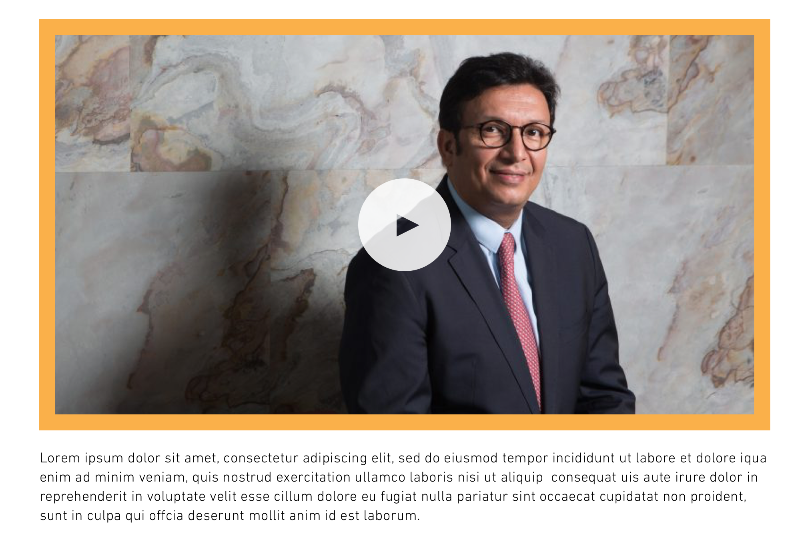 Lorem ipsum dolor sit amet, consectetur adipiscing elit, sed do eiusmod tempor incididunt ut labore et dolore iqua
enim ad minim veniam, quis nostrud exercitation ullamco laboris nisi ut aliquip  consequat uis aute irure dolor in
reprehenderit in voluptate velit esse cillum dolore eu fugiat nulla pariatur sint occaecat cupidatat non proident,
sunt in culpa qui offcia deserunt mollit anim id est laborum.